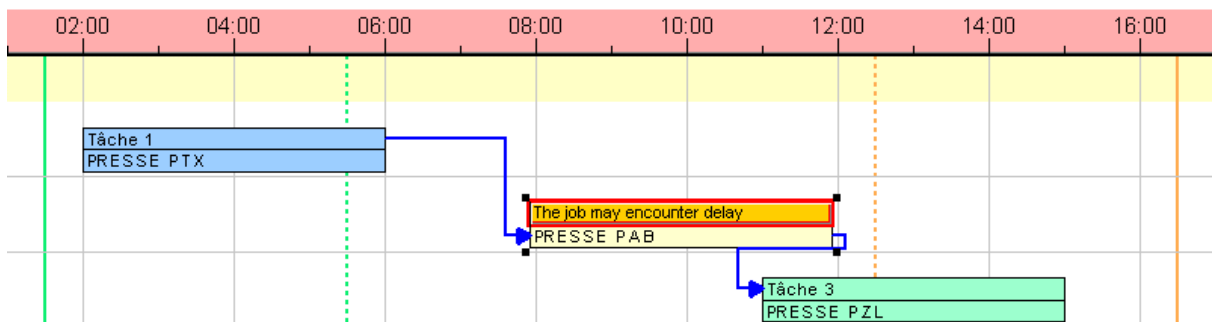 02:00 04:00 06:00 08:00 10:00 12:00 14:00 16:00
Tâche 1
PRESSE PTX
The job may encounter delay
PRESSE PAB
Tâche 3
PRESSE PZL